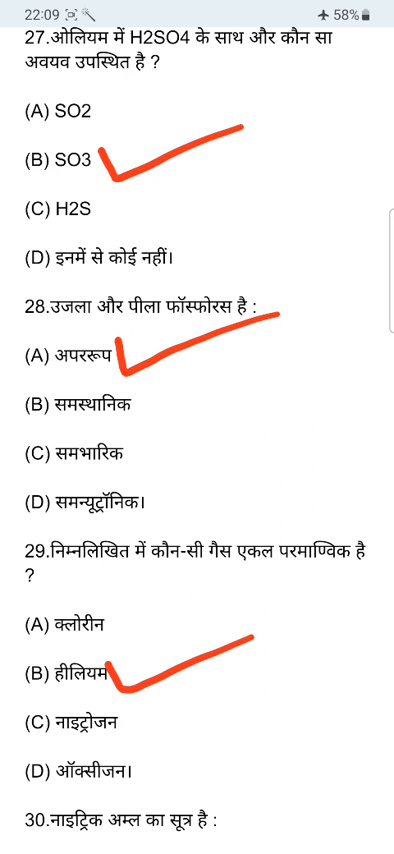 22:09 58%
27.ओलियम में H2SO4 के साथ और कौन सा
अवयव उपस्थित है ?
(A) SO2
(B) SO3
(C) H2S
(D) इनमें से कोई नहीं।
28.उजला और पीला फॉस्फोरस है :
(A) अपररूप
(B) समस्थानिक
(C) समभारिक
(D) समन्यूट्रॉनिक।
29.निम्नलिखित में कौन-सी गैस एकल परमाण्विक है
?
(A) क्लोरीन
(B) हीलियम
(C) नाइट्रोजन
(D) ऑक्सीजन।
30.नाइट्रिक अम्ल का सूत्र है :